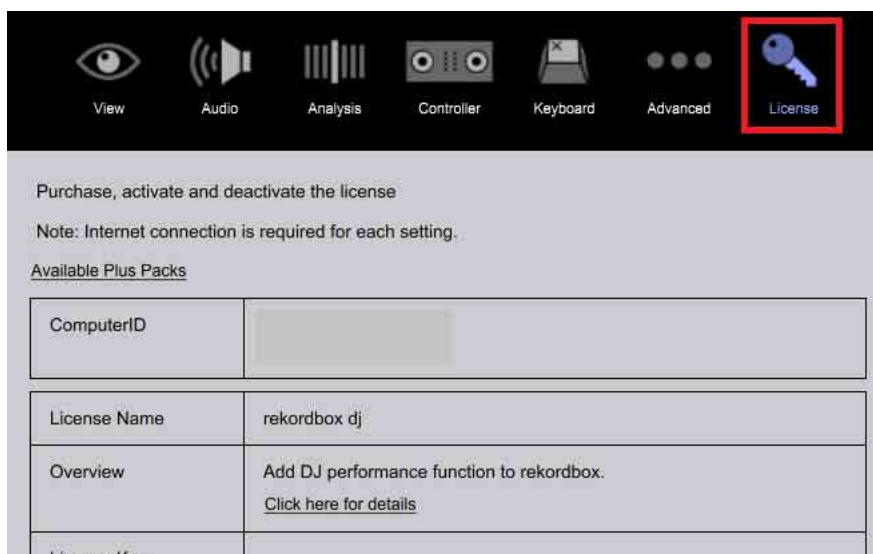 View Audio Analysis Controller Keyboard Advanced License
Purchase, activate and deactivate the license
Note: Internet connection is required for each setting.
Available Plus Packs
ComputerID
License Name rekordbox dj
Overview Add DJ performance function to rekordbox.
Click here for details